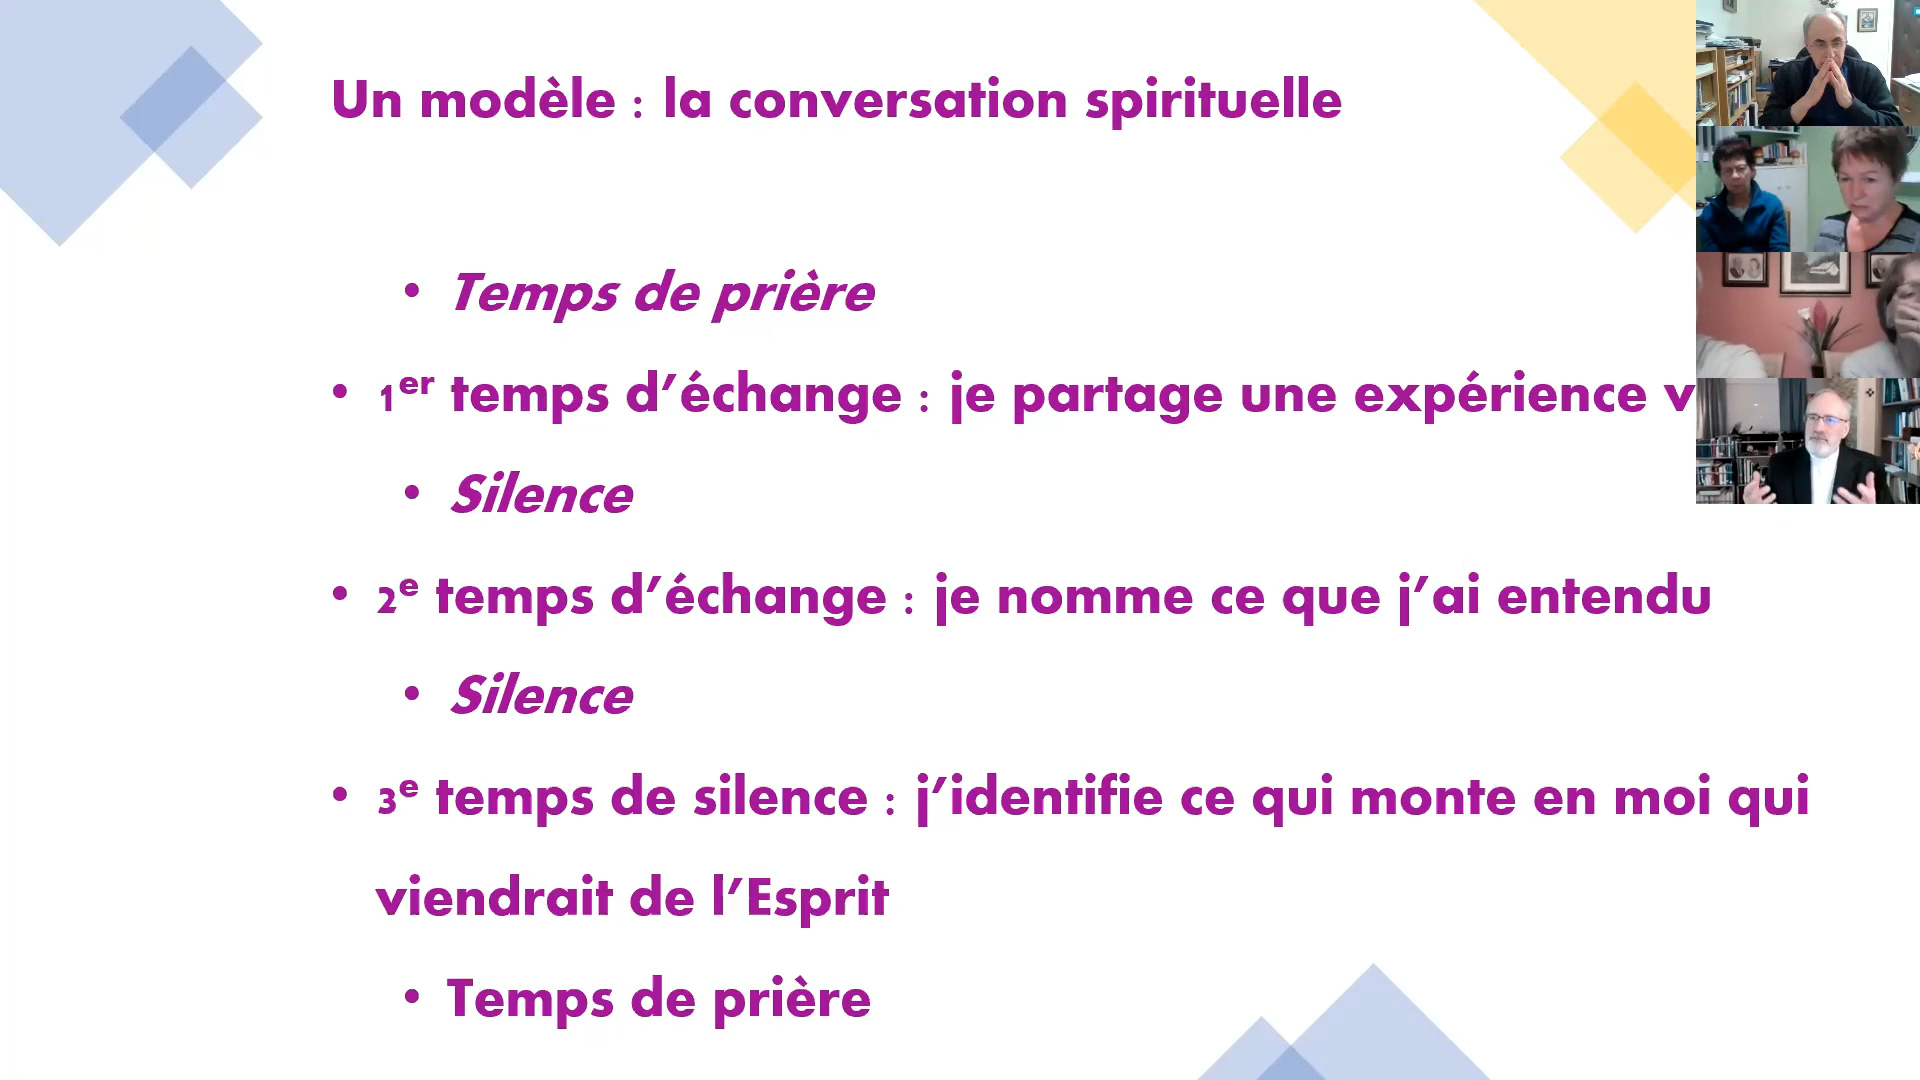 Un modèle : la conversation spirituelle
• Temps de prière
• 1er temps d’échange : je partage une expérience
• Silence
• 2e temps d’échange : je nomme ce que j’ai entendu
• Silence
• 3e temps de silence : j’identifie ce qui monte en moi qui
viendrait de l’Esprit
• Temps de prière